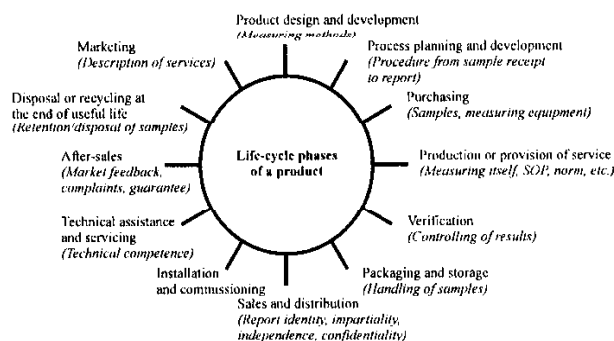 Product design and development
(Measuring methods)
Process planning and development
(Procedure from sample receipt
to report)
Purchasing
(Samples, measuring equipment)
Production or provision of service
(Measuring itself, SOP, norm, etc.)
Verification
(Controlling of results)
Packaging and storage
(Handling of samples)
Sales and distribution
(Report identity, impartiality,
independence, confidentiality)
Installation
and commissioning
Technical assistance
and servicing
(Technical competence)
After-sales
(Market feedback,
complaints, guarantee)
Disposal or recycling at
the end of useful life
(Retention/disposal of samples)
Marketing
(Description of services)
Life-cycle phases
of a product